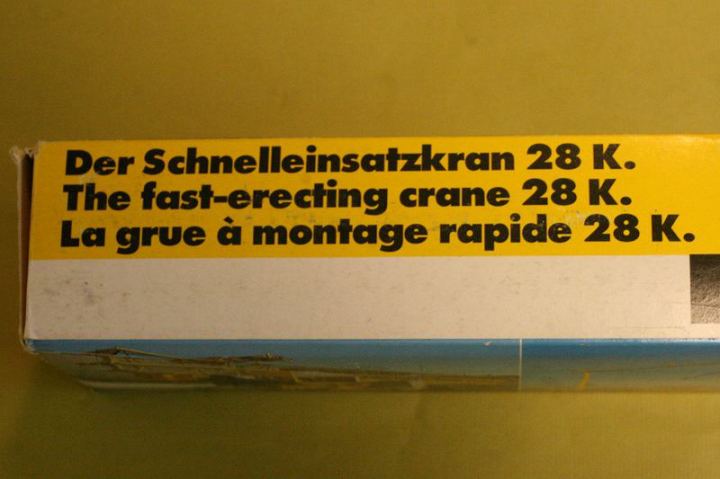 Der Schnelleinsatzkran 28 K.
The fast-erecting crane 28 K.
La grue à montage rapide 28 K.